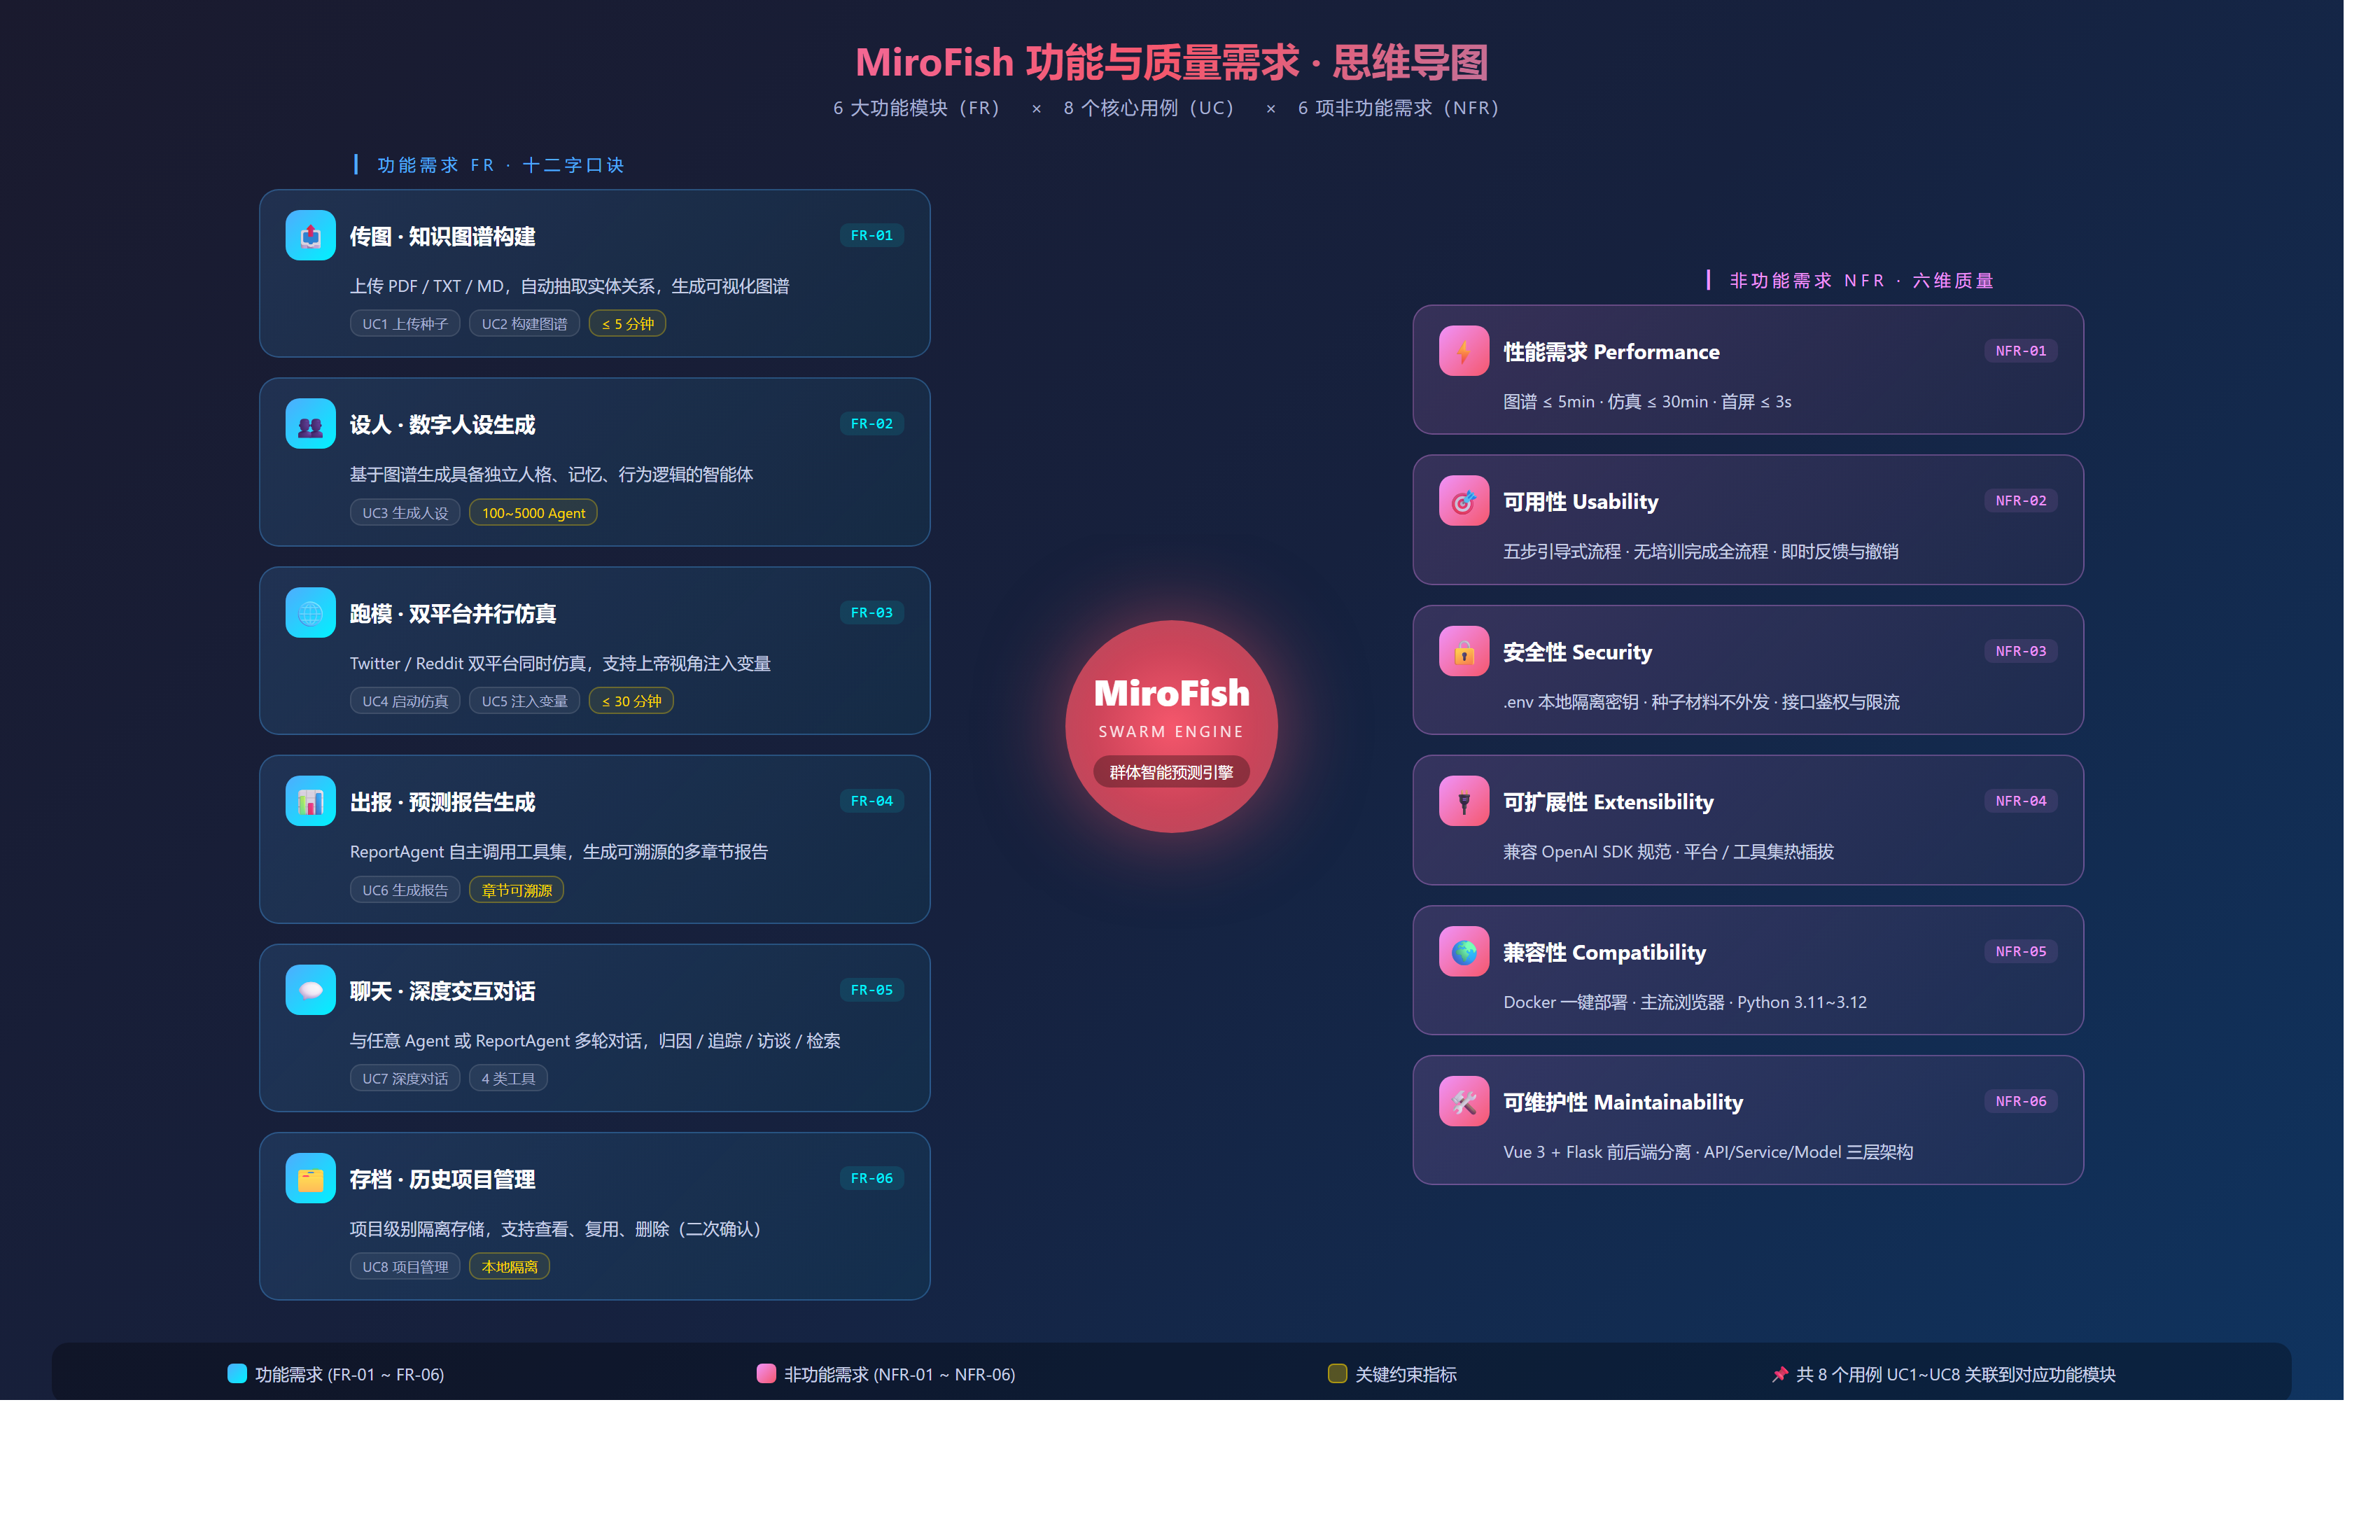 MiroFish 功能与质量需求 · 思维导图
6 大功能模块（FR） × 8 个核心用例（UC） × 6 项非功能需求（NFR）
功能需求 FR · 十二字口诀
传图 · 知识图谱构建 FR-01
上传 PDF / TXT / MD，自动抽取实体关系，生成可视化图谱
UC1 上传种子 UC2 构建图谱 ≤ 5 分钟
设人 · 数字人设生成 FR-02
基于图谱生成具备独立人格、记忆、行为逻辑的智能体
UC3 生成人设 100~5000 Agent
跑模 · 双平台并行仿真 FR-03
Twitter / Reddit 双平台同时仿真，支持上帝视角注入变量
UC4 启动仿真 UC5 注入变量 ≤ 30 分钟
出报 · 预测报告生成 FR-04
ReportAgent 自主调用工具集，生成可溯源的多章节报告
UC6 生成报告 章节可溯源
聊天 · 深度交互对话 FR-05
与任意 Agent 或 ReportAgent 多轮对话，归因 / 追踪 / 访谈 / 检索
UC7 深度对话 4 类工具
存档 · 历史项目管理 FR-06
项目级别隔离存储，支持查看、复用、删除（二次确认）
UC8 项目管理 本地隔离
MiroFish
SWARM ENGINE
群体智能预测引擎
非功能需求 NFR · 六维质量
性能需求 Performance NFR-01
图谱 ≤ 5min · 仿真 ≤ 30min · 首屏 ≤ 3s
可用性 Usability NFR-02
五步引导式流程 · 无培训完成全流程 · 即时反馈与撤销
安全性 Security NFR-03
.env 本地隔离密钥 · 种子材料不外发 · 接口鉴权与限流
可扩展性 Extensibility NFR-04
兼容 OpenAI SDK 规范 · 平台 / 工具集热插拔
兼容性 Compatibility NFR-05
Docker 一键部署 · 主流浏览器 · Python 3.11~3.12
可维护性 Maintainability NFR-06
Vue 3 + Flask 前后端分离 · API/Service/Model 三层架构
功能需求 (FR-01 ~ FR-06) 非功能需求 (NFR-01 ~ NFR-06) 关键约束指标 共 8 个用例 UC1~UC8 关联到对应功能模块